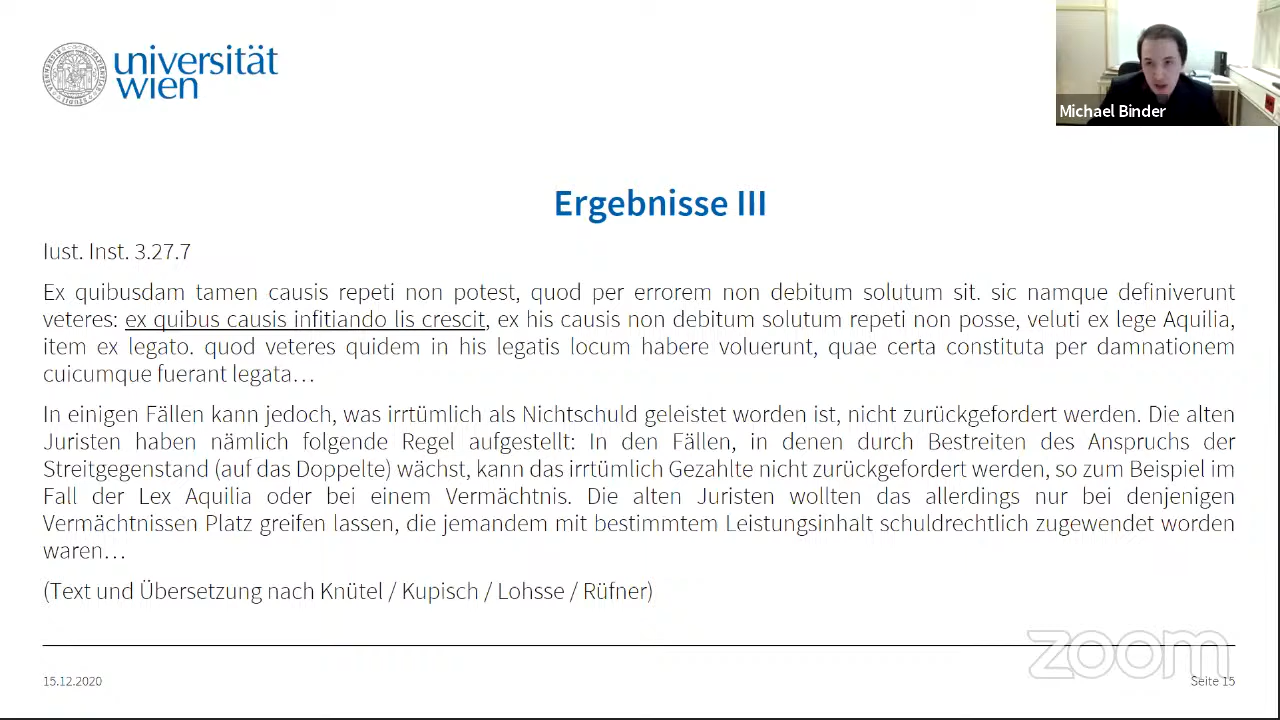 universität
wien
Michael Binder
Ergebnisse III
Iust. Inst. 3.27.7
Ex quibusdam tamen causis repeti non potest, quod per errorem non debitum solutum sit. sic namque definiverunt
veteres: ex quibus causis infitiando lis crescit, ex his causis non debitum solutum repeti non posse, veluti ex lege Aquilia,
item ex legato. quod veteres quidem in his legatis locum habere voluerunt, quae certa constituta per damnationem
cuicumque fuerant legata…
In einigen Fällen kann jedoch, was irrtümlich als Nichtschuld geleistet worden ist, nicht zurückgefordert werden. Die alten
Juristen haben nämlich folgende Regel aufgestellt: In den Fällen, in denen durch Bestreiten des Anspruchs der
Streitgegenstand (auf das Doppelte) wächst, kann das irrtümlich Gezahlte nicht zurückgefordert werden, so zum Beispiel im
Fall der Lex Aquilia oder bei einem Vermächtnis. Die alten Juristen wollten das allerdings nur bei denjenigen
Vermächtnissen Platz greifen lassen, die jemandem mit bestimmtem Leistungsinhalt schuldrechtlich zugewendet worden
waren…
(Text und Übersetzung nach Knütel / Kupisch / Lohsse / Rüfner)
zoom
15.12.2020
Seite 15